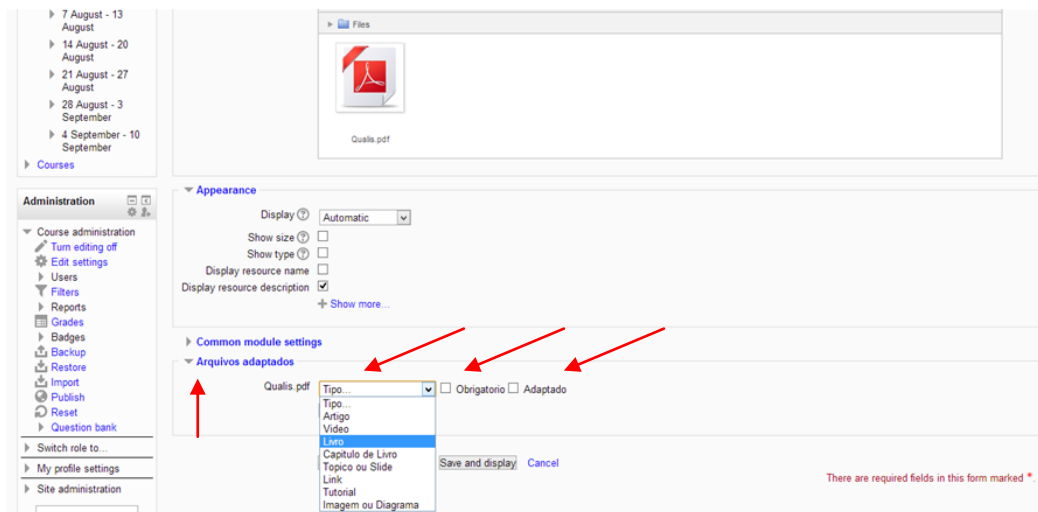 7 August - 13
August
14 August - 20
August
21 August - 27
August
28 August - 3
September
4 September - 10
September
Courses
Administration
Course administration
Turn editing off
Edit settings
Users
Filters
Reports
Grades
Badges
Backup
Restore
Import
Publish
Reset
Question bank
Switch role to...
My profile settings
Site administration
Files
Qualis.pdf
Appearance
Display
Automatic
Show size
Show type
Display resource name
Display resource description
Show more...
Common module settings
Arquivos adaptados
Qualis.pdf Tipo... Obrigatorio Adaptado
Tipo...
Artigo
Video
Livro
Capitulo de Livro
Topico ou Slide
Link
Tutorial
Imagem ou Diagrama
Save and display Cancel
There are required fields in this form marked *.